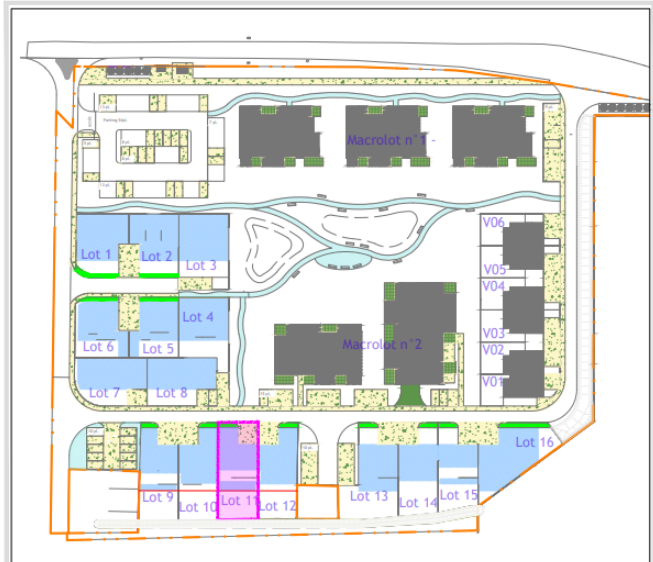 Parking 36pl.
Macrolot n°1 -
Lot 1
Lot 2
Lot 3
V06
V05
V04
Lot 4
Lot 6
Lot 5
Macrolot n°2
V03
V02
V01
Lot 7
Lot 8
Lot 9
Lot 10
Lot 11
Lot 12
Lot 13
Lot 14
Lot 15
Lot 16